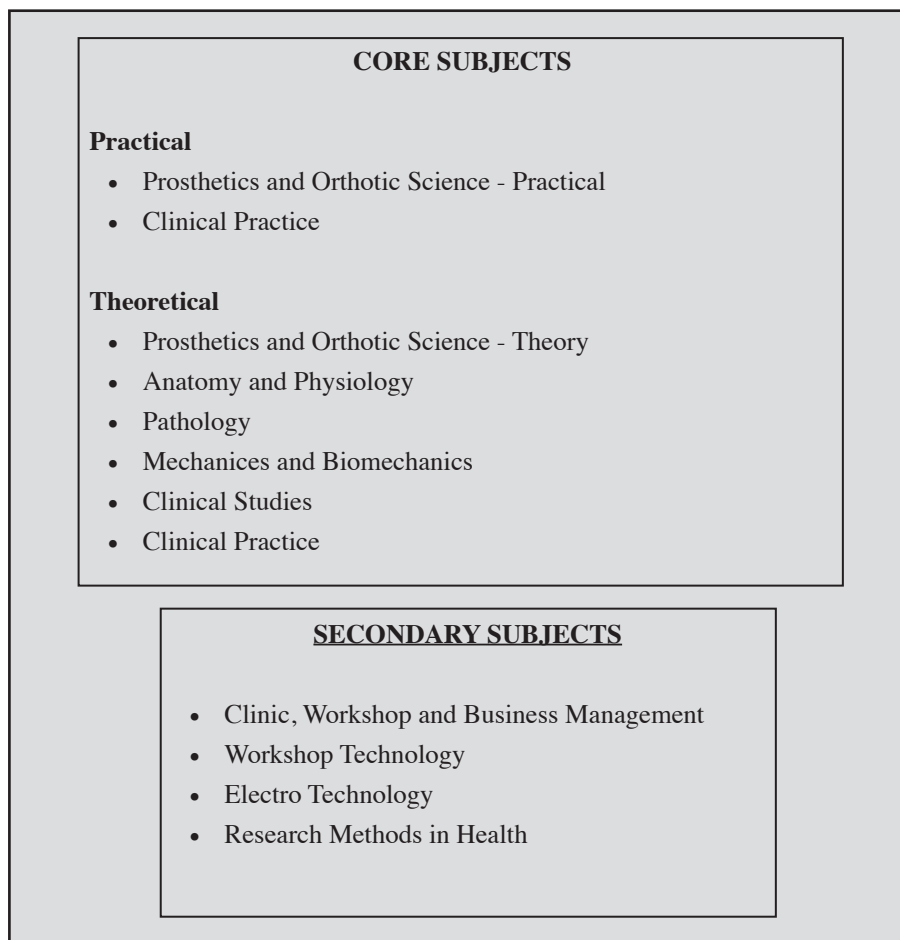 CORE SUBJECTS
Practical
• Prosthetics and Orthotic Science - Practical
• Clinical Practice
Theoretical
• Prosthetics and Orthotic Science - Theory
• Anatomy and Physiology
• Pathology
• Mechanices and Biomechanics
• Clinical Studies
• Clinical Practice
SECONDARY SUBJECTS
• Clinic, Workshop and Business Management
• Workshop Technology
• Electro Technology
• Research Methods in Health